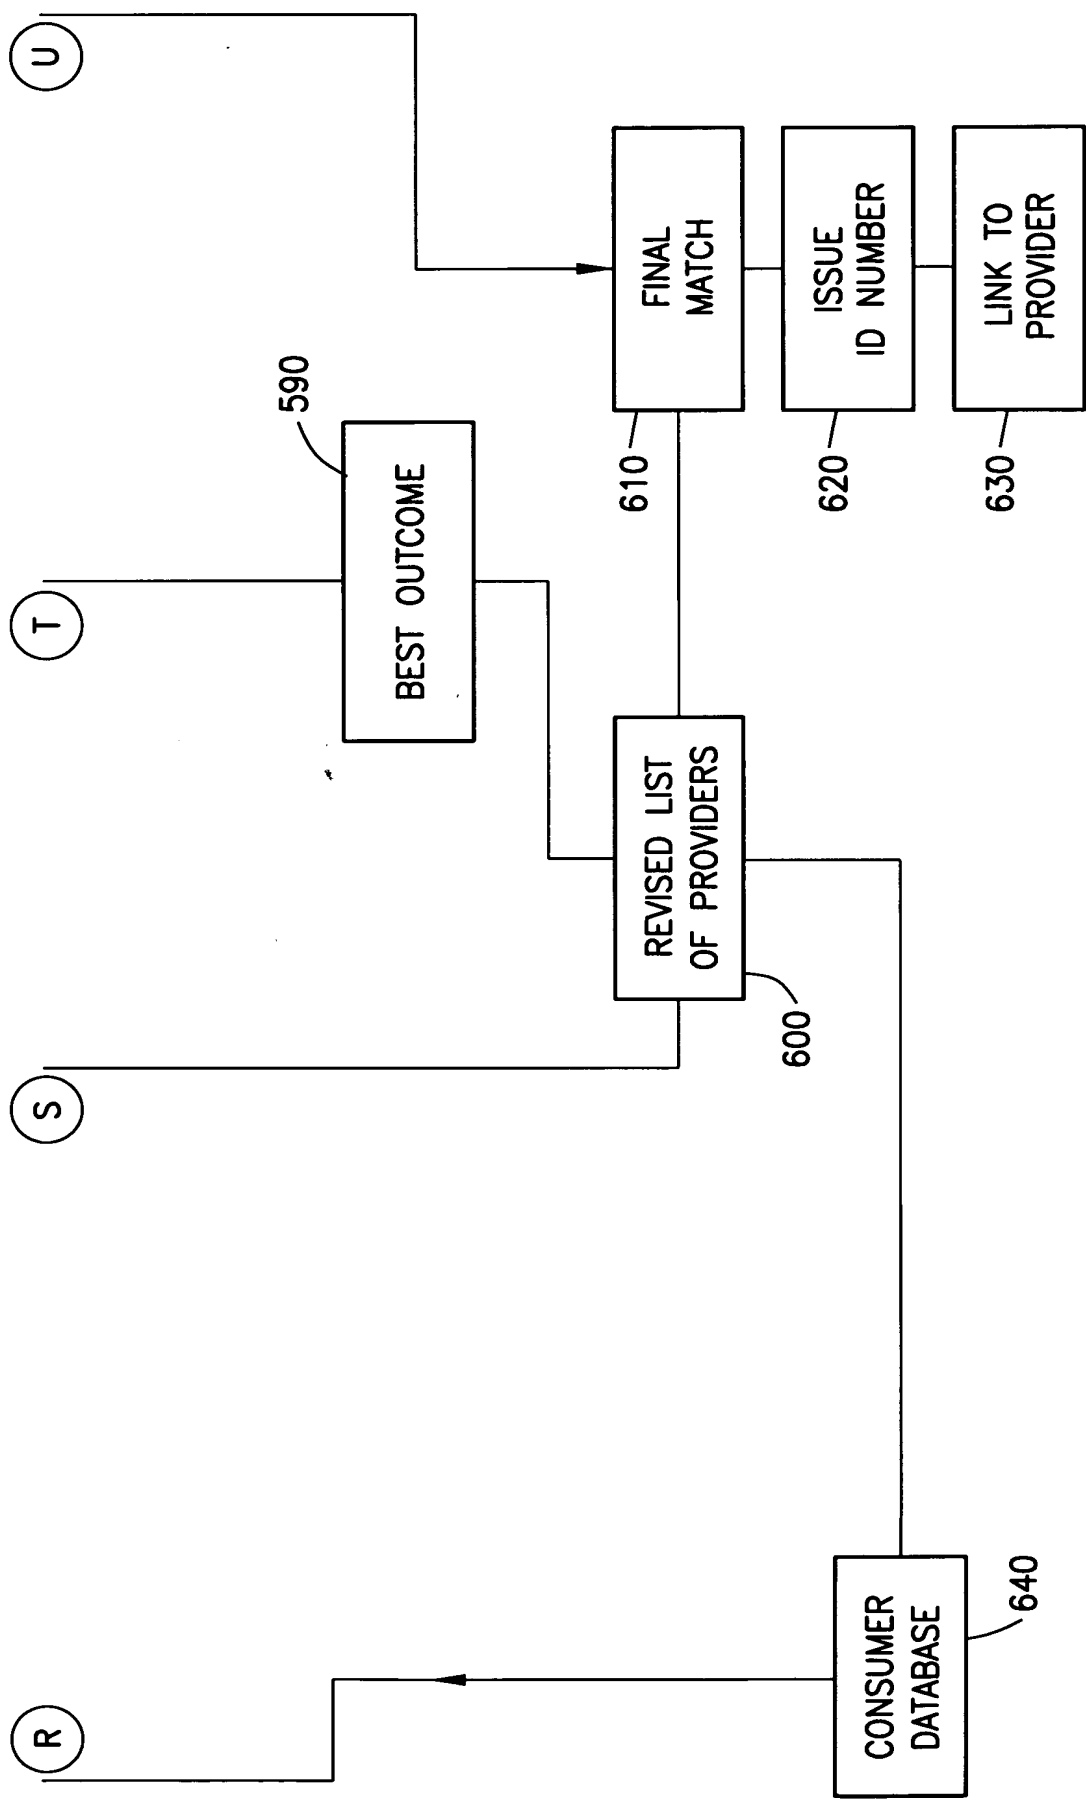 R
S
T
U
BEST OUTCOME
590
REVISED LIST
OF PROVIDERS
600
FINAL
MATCH
610
ISSUE
ID NUMBER
620
LINK TO
PROVIDER
630
CONSUMER
DATABASE
640